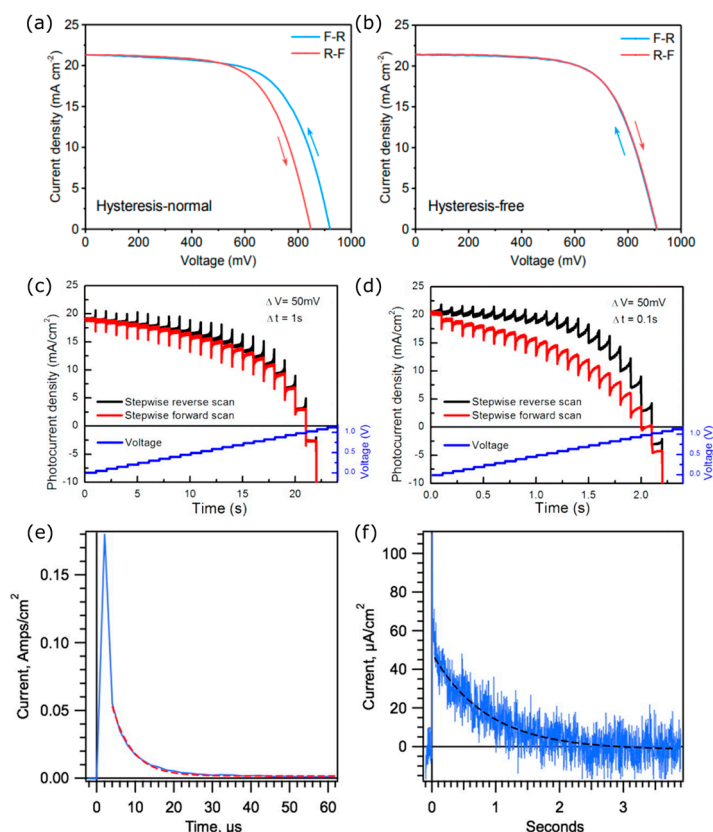 (a)
F-R
R-F
Hysteresis-normal
Current density (mA cm⁻²)
25
20
15
10
5
0
0 200 400 600 800 1000
Voltage (mV)
(b)
F-R
R-F
Hysteresis-free
Current density (mA cm⁻²)
25
20
15
10
5
0
0 200 400 600 800 1000
Voltage (mV)
(c)
Δ V= 50mV
Δ t = 1s
Stepwise reverse scan
Stepwise forward scan
Voltage
Photocurrent density (mA/cm²)
25
20
15
10
5
0
-5
-10
1.0
0.5
0.0
Voltage (V)
0 5 10 15 20
Time (s)
(d)
Δ V= 50mV
Δ t = 0.1s
Stepwise reverse scan
Stepwise forward scan
Voltage
Photocurrent density (mA/cm²)
25
20
15
10
5
0
-5
-10
1.0
0.5
0.0
Voltage (V)
0.0 0.5 1.0 1.5 2.0
Time (s)
(e)
Current, Amps/cm²
0.15
0.10
0.05
0.00
0 10 20 30 40 50 60
Time, µs
(f)
Current, µA/cm²
100
80
60
40
20
0
0 1 2 3
Seconds